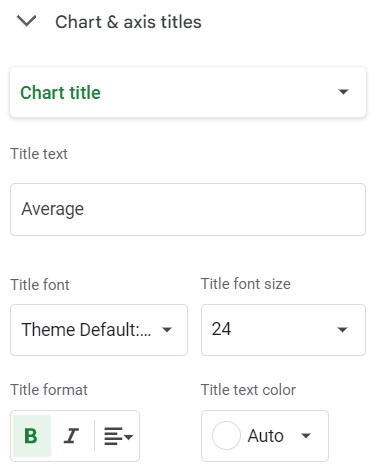 Chart & axis titles
Chart title
Title text
Average
Title font Title font size
Theme Default:... 24
Title format Title text color
B I Auto